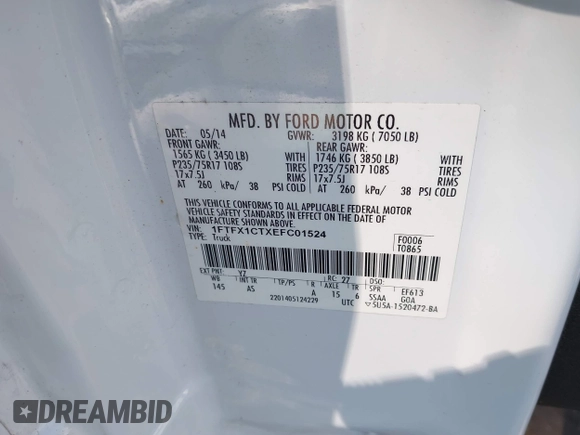 MFD. BY FORD MOTOR CO.
DATE: 05/14 GVWR: 3198 KG ( 7050 LB)
FRONT GAWR: REAR GAWR:
1565 KG ( 3450 LB) WITH 1746 KG ( 3850 LB) WITH
P235/75R17 108S TIRES P235/75R17 108S TIRES
17x7.5J RIMS 17x7.5J RIMS
AT 260 kPa/ 38 PSI COLD AT 260 kPa/ 38 PSI COLD
THIS VEHICLE CONFORMS TO ALL APPLICABLE FEDERAL MOTOR
VEHICLE SAFETY STANDARDS IN EFFECT ON THE DATE OF
MANUFACTURE SHOWN ABOVE.
VIN: 1FTFX1CTXEFC01524 F0006
TYPE: Truck T0865
EXT PNT: YZ RC: 27 DSO:
WB INT TR TP/PS R AXLE TR SPR EF613
145 AS A 15 6 SSAA GOA
2201405124229 UTC SUSA-1520472-BA
DREAMBID